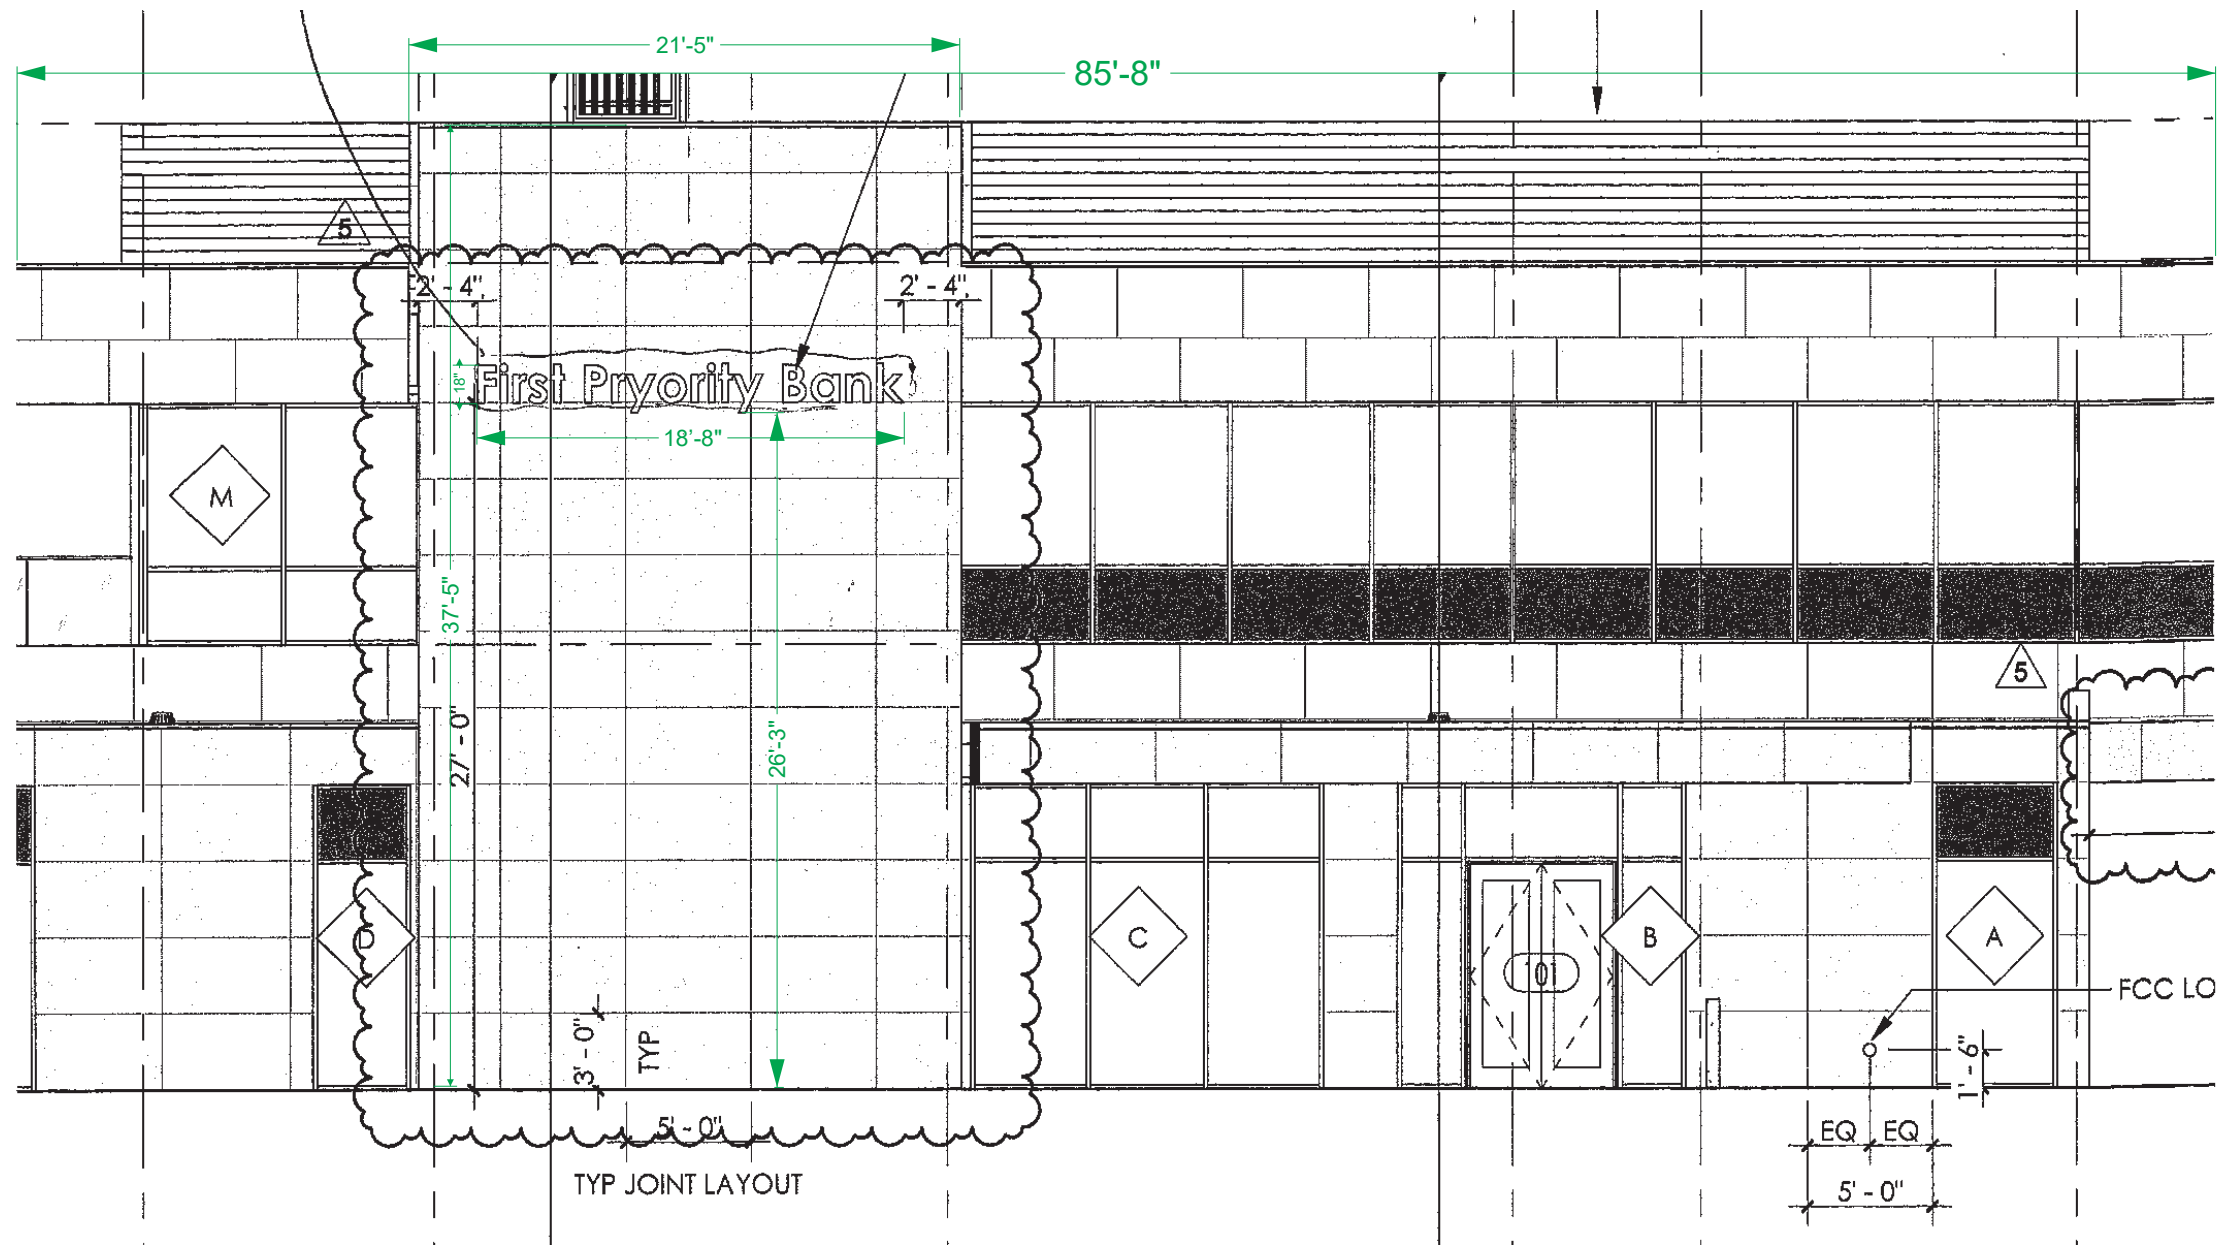 21'-5"
85'-8"
5
2' - 4"
2' - 4"
18"
First Pryority Bank
18'-8"
M
37'-5"
5
27' - 0"
26'-3"
D
C
B
A
101
FCC LO
3' - 0"
TYP
1' - 6"
5' - 0"
EQ EQ
TYP JOINT LAYOUT
5' - 0"